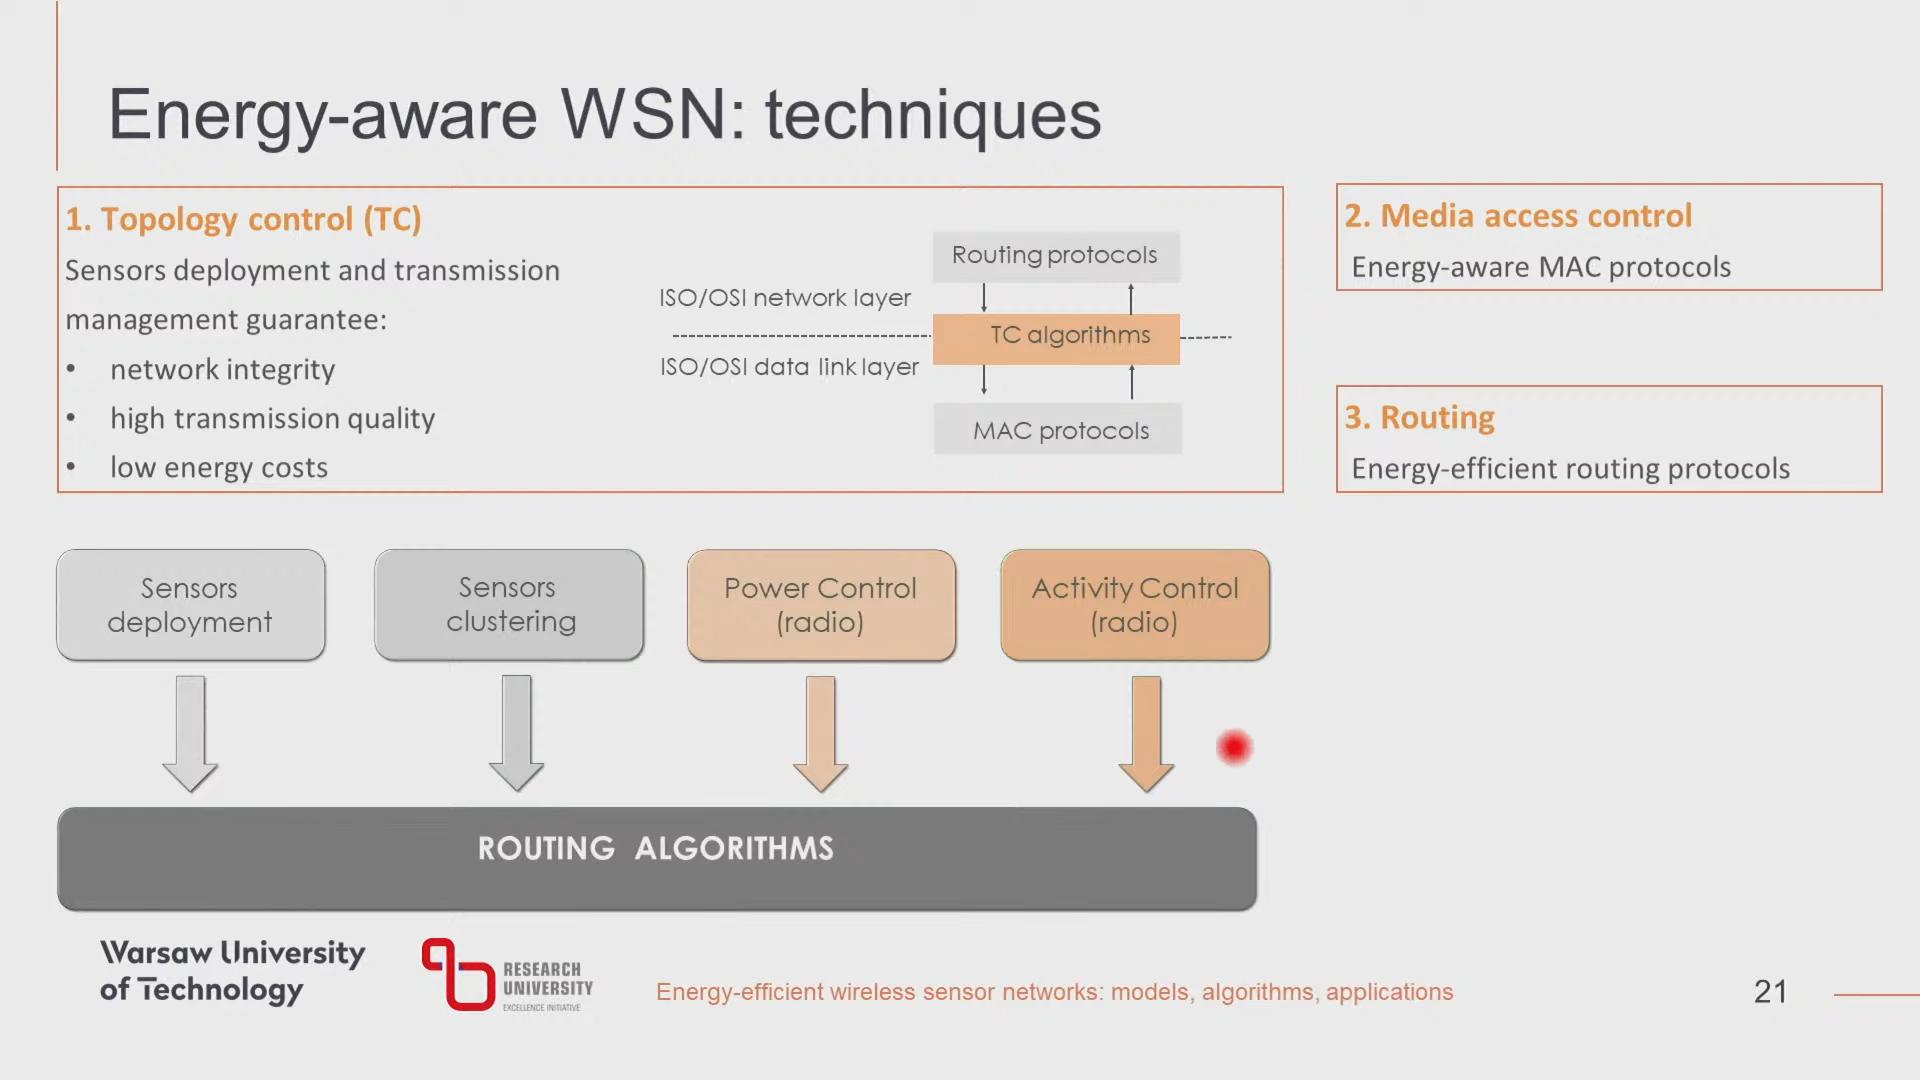 Energy-aware WSN: techniques
1. Topology control (TC)
Sensors deployment and transmission
management guarantee:
• network integrity
• high transmission quality
• low energy costs
Routing protocols
ISO/OSI network layer
TC algorithms
ISO/OSI data link layer
MAC protocols
2. Media access control
Energy-aware MAC protocols
3. Routing
Energy-efficient routing protocols
Sensors
deployment
Sensors
clustering
Power Control
(radio)
Activity Control
(radio)
ROUTING ALGORITHMS
Warsaw University
of Technology
RESEARCH
UNIVERSITY
EXCELLENCE INITIATIVE
Energy-efficient wireless sensor networks: models, algorithms, applications
21